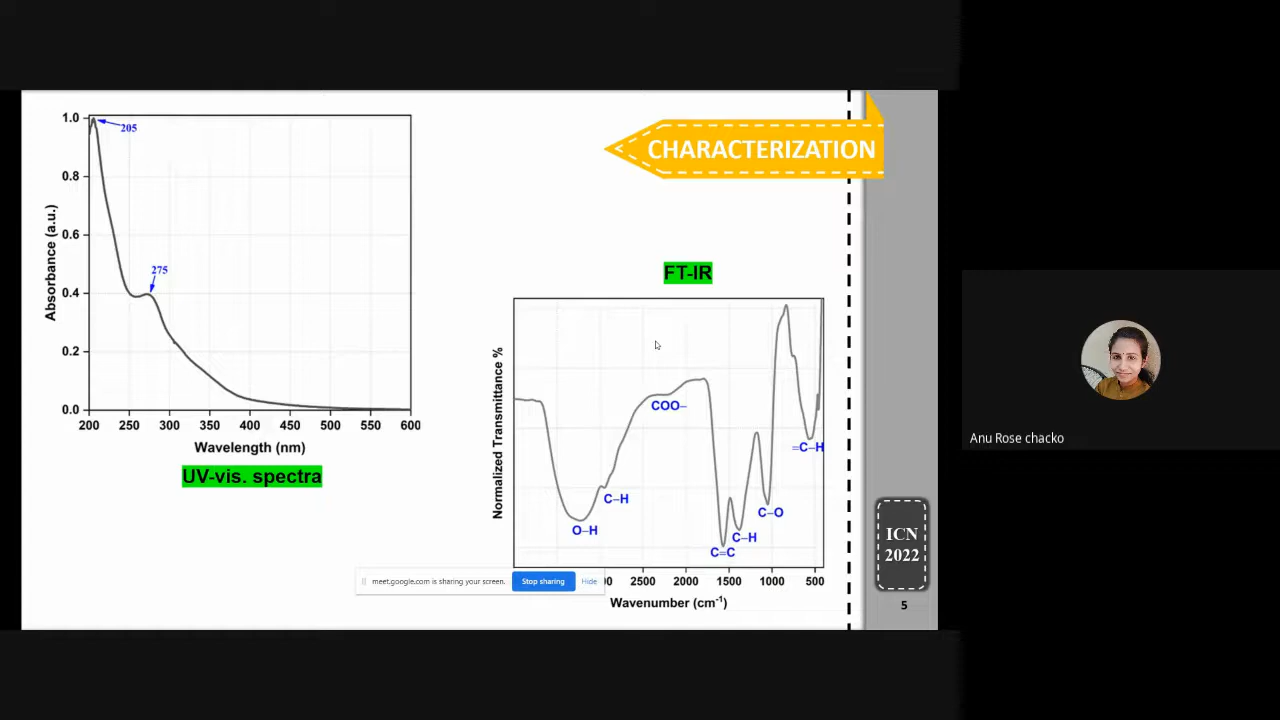 CHARACTERIZATION
1.0
0.8
0.6
0.4
0.2
0.0
205
275
Absorbance (a.u.)
200 250 300 350 400 450 500 550 600
Wavelength (nm)
UV-vis. spectra
FT-IR
Normalized Transmittance %
COO–
=C–H
C–H
C–O
O–H
C–H
C=C
2500 2000 1500 1000 500
Wavenumber (cm-1)
meet.google.com is sharing your screen.
Stop sharing
Hide
ICN
2022
5
Anu Rose chacko